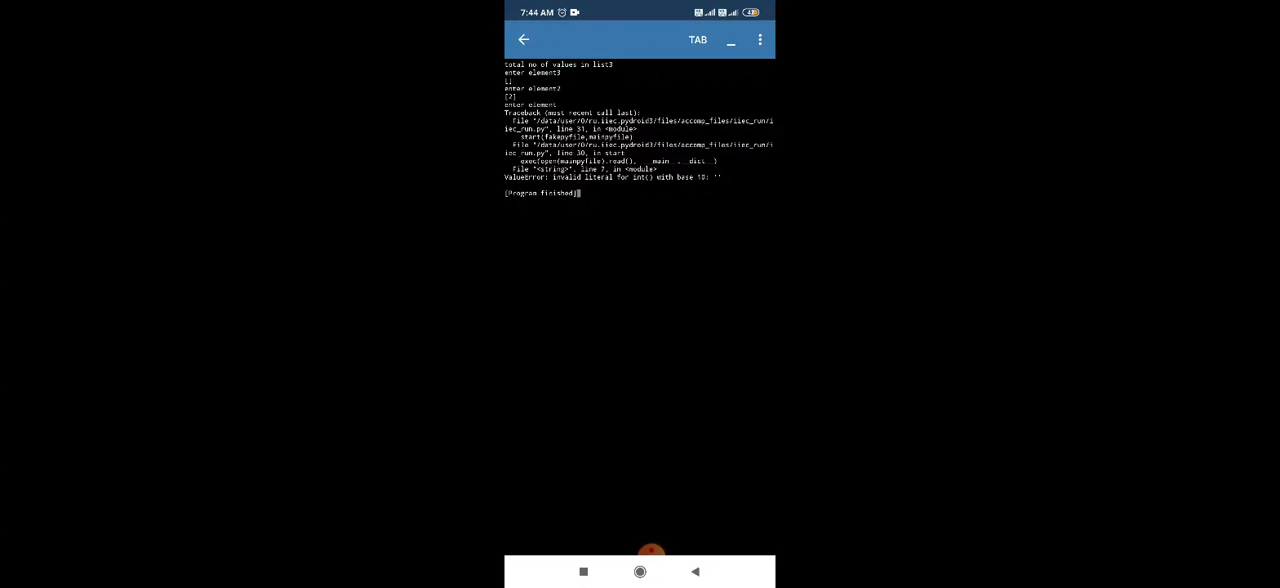 7:44 AM
TAB
total no of values in list3
enter element3
[]
enter element2
[2]
enter element
Traceback (most recent call last):
File "/data/user/0/ru.iiec.pydroid3/files/accomp_files/iiec_run/i
iec_run.py", line 31, in <module>
start(fakepyfile,mainpyfile)
File "/data/user/0/ru.iiec.pydroid3/files/accomp_files/iiec_run/i
iec_run.py", line 30, in start
exec(open(mainpyfile).read(), __main__.__dict__)
File "<string>", line 7, in <module>
ValueError: invalid literal for int() with base 10: ''
[Program finished]